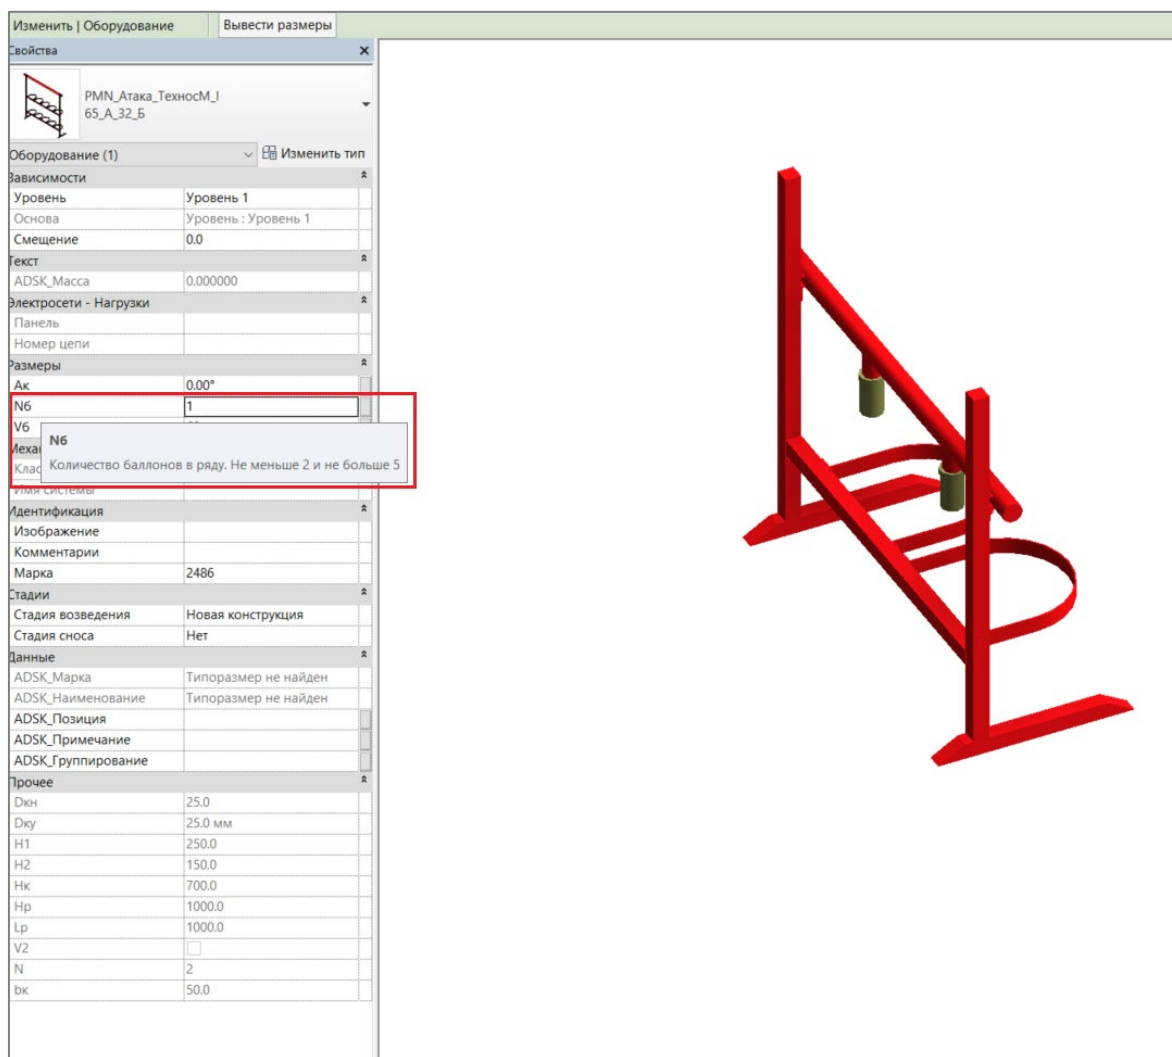 Изменить | Оборудование Вывести размеры
Свойства
PMN_Атака_ТехносМ_I
65_А_32_Б
Оборудование (1) Изменить тип
Зависимости
Уровень Уровень 1
Основа Уровень : Уровень 1
Смещение 0.0
Текст
ADSK_Масса 0.000000
Электросети - Нагрузки
Панель
Номер цепи
Размеры
Ак 0.00°
N6 1
V6
N6
Механ
Количество баллонов в ряду. Не меньше 2 и не больше 5
Клас
Имя системы
Идентификация
Изображение
Комментарии
Марка 2486
Стадии
Стадия возведения Новая конструкция
Стадия сноса Нет
Данные
ADSK_Марка Типоразмер не найден
ADSK_Наименование Типоразмер не найден
ADSK_Позиция
ADSK_Примечание
ADSK_Группирование
Прочее
Dкн 25.0
Dку 25.0 мм
H1 250.0
H2 150.0
Hк 700.0
Hр 1000.0
Lр 1000.0
V2
N 2
bк 50.0